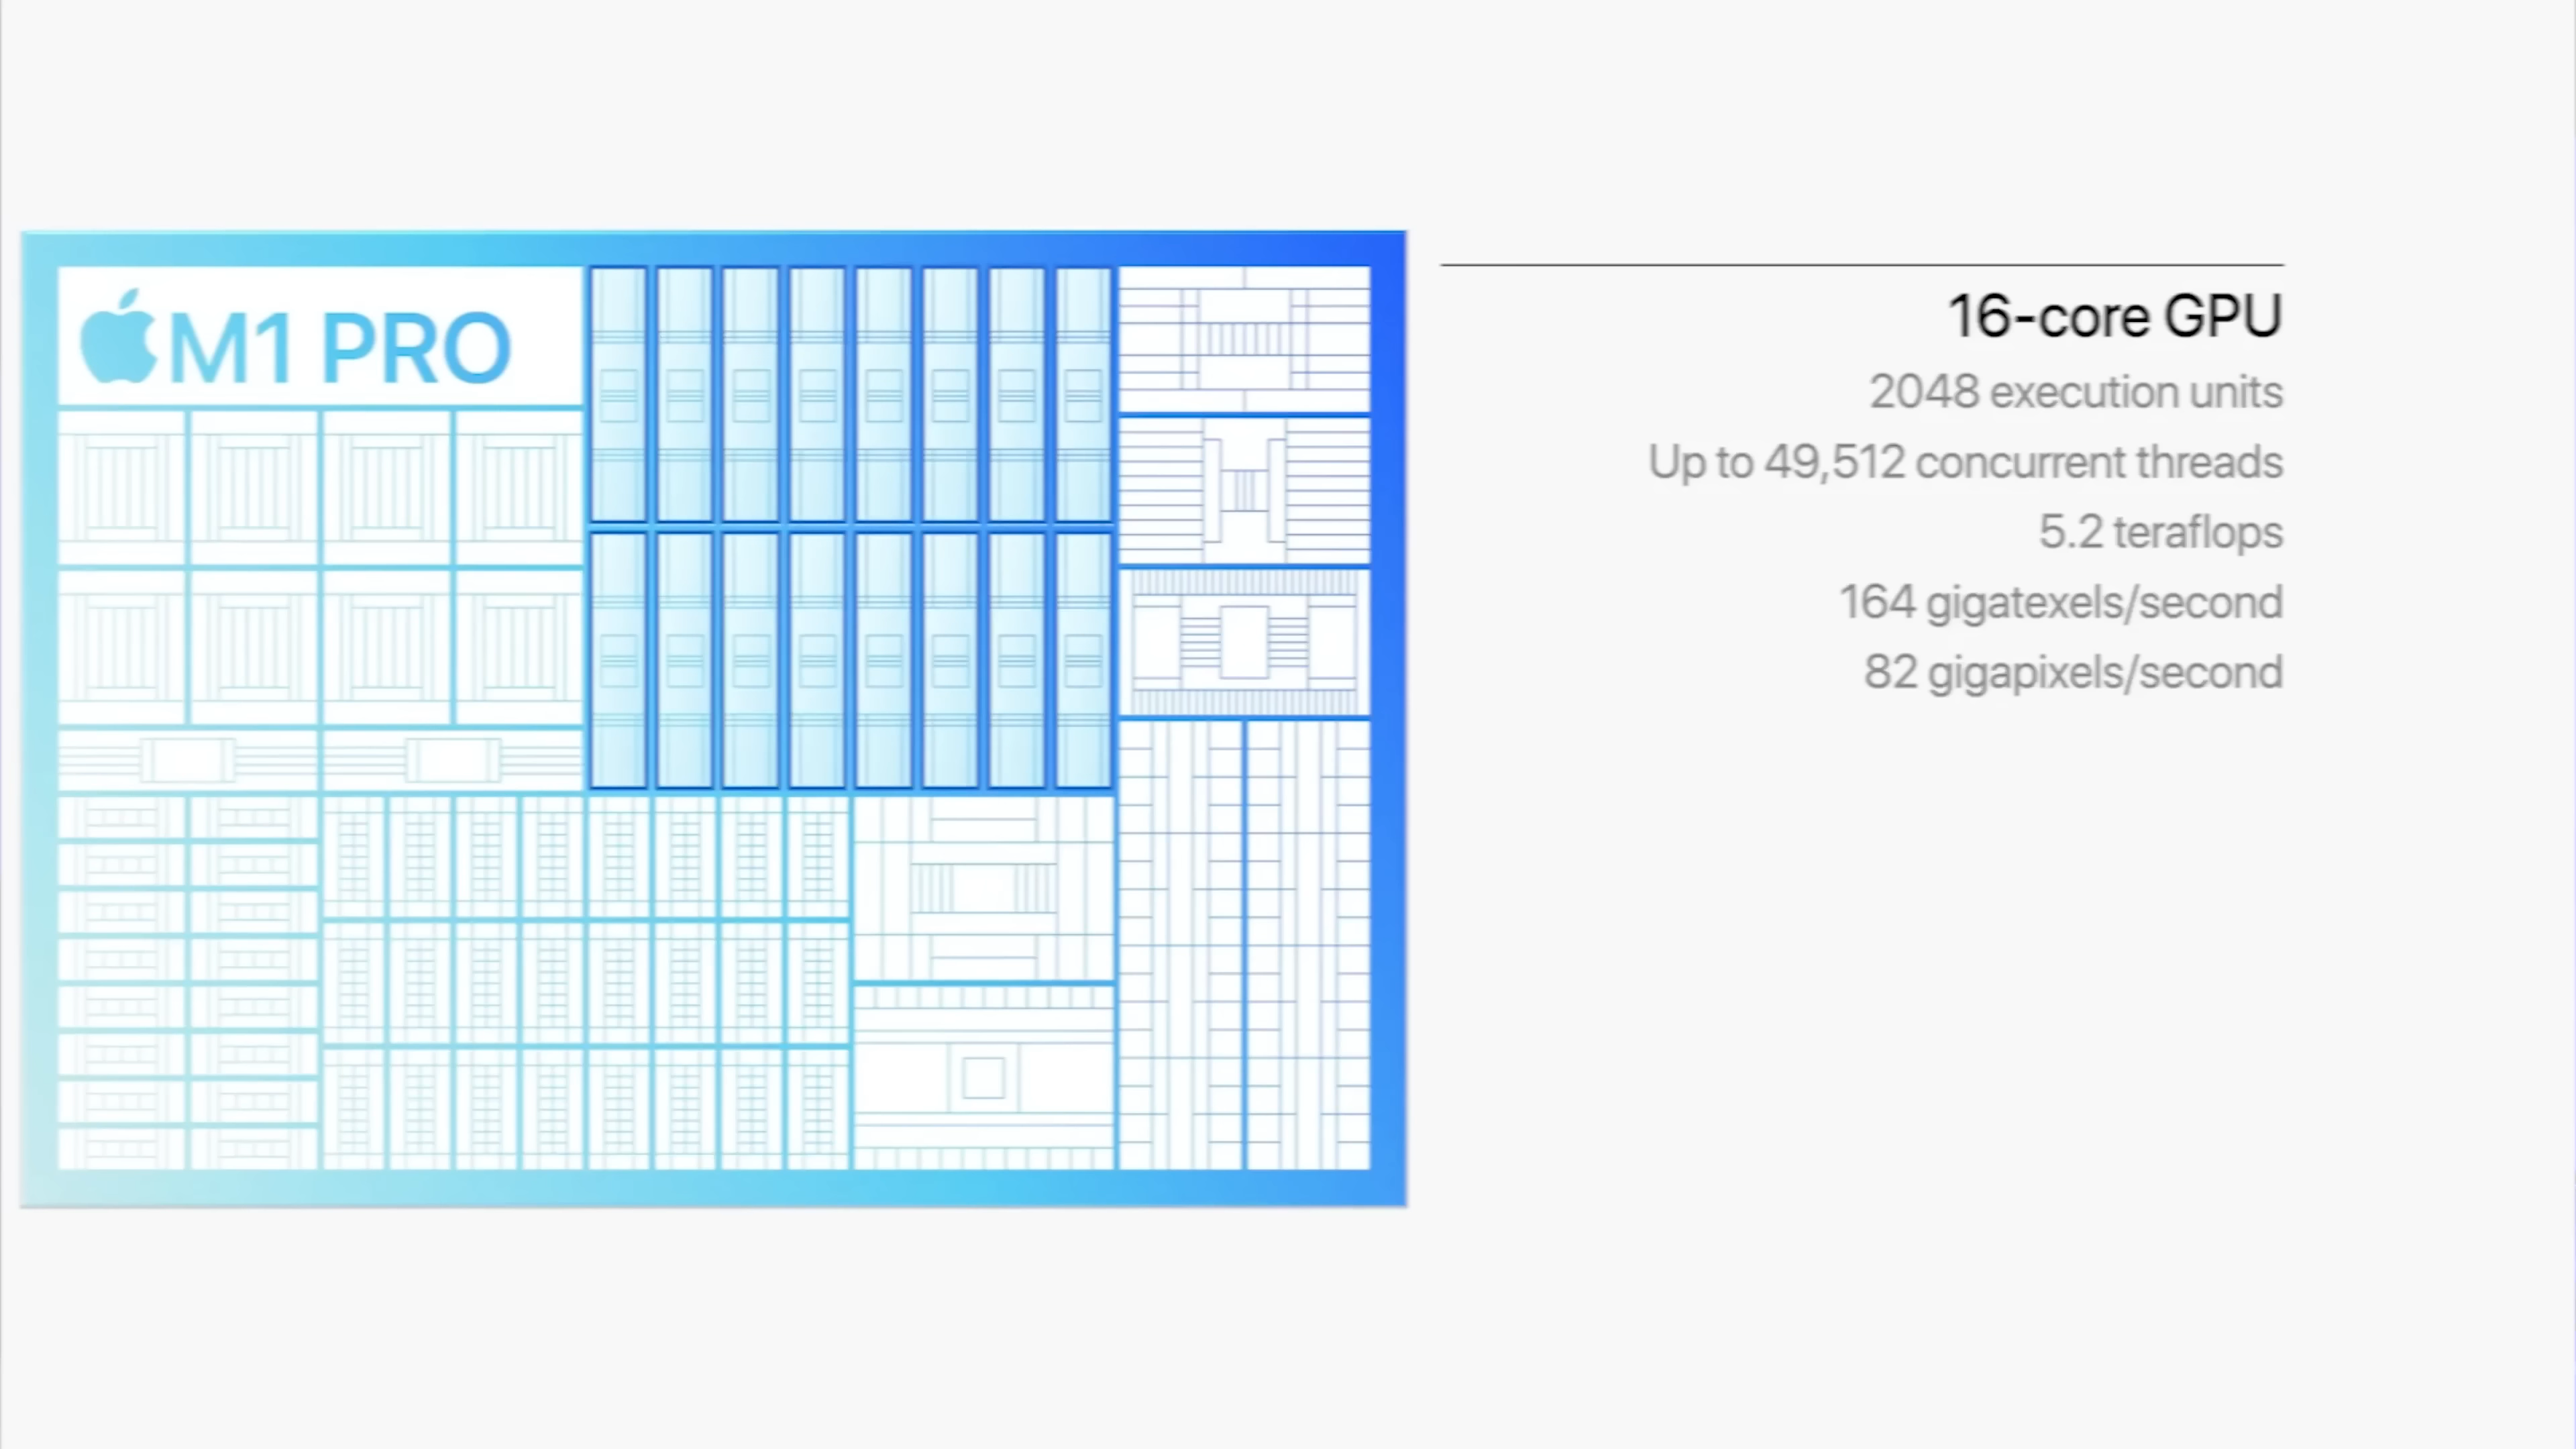 M1 PRO
16-core GPU
2048 execution units
Up to 49,512 concurrent threads
5.2 teraflops
164 gigatexels/second
82 gigapixels/second